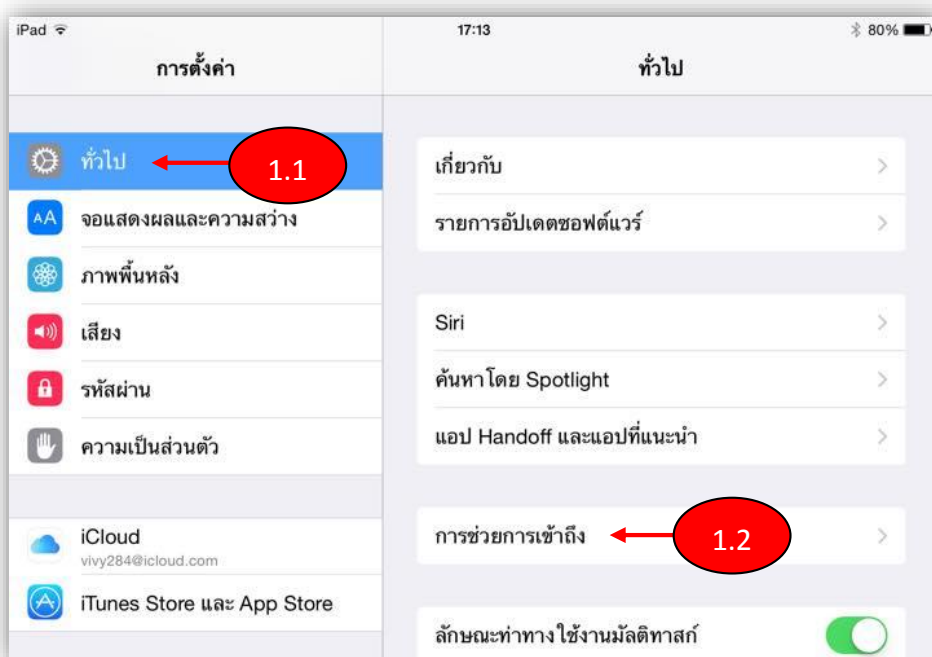 iPad 17:13 80%
การตั้งค่า
ทั่วไป
ทั่วไป
1.1
AA จอแสดงผลและความสว่าง
ภาพพื้นหลัง
เสียง
รหัสผ่าน
ความเป็นส่วนตัว
iCloud
vivy284@icloud.com
iTunes Store และ App Store
เกี่ยวกับ
รายการอัปเดตซอฟต์แวร์
Siri
ค้นหาโดย Spotlight
แอป Handoff และแอปที่แนะนำ
การช่วยการเข้าถึง
1.2
ลักษณะท่าทางใช้งานมัลติทาสก์